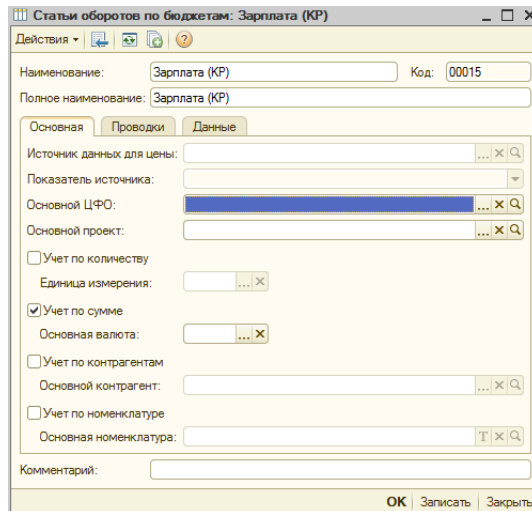 Статьи оборотов по бюджетам: Зарплата (КР)
Действия
Наименование: Зарплата (КР) Код: 00015
Полное наименование: Зарплата (КР)
Основная Проводки Данные
Источник данных для цены: ...
Показатель источника:
Основной ЦФО: ...
Основной проект: ...
Учет по количеству
Единица измерения: ...
Учет по сумме
Основная валюта: ...
Учет по контрагентам
Основной контрагент: ...
Учет по номенклатуре
Основная номенклатура: T
Комментарий:
OK Записать Закрыть